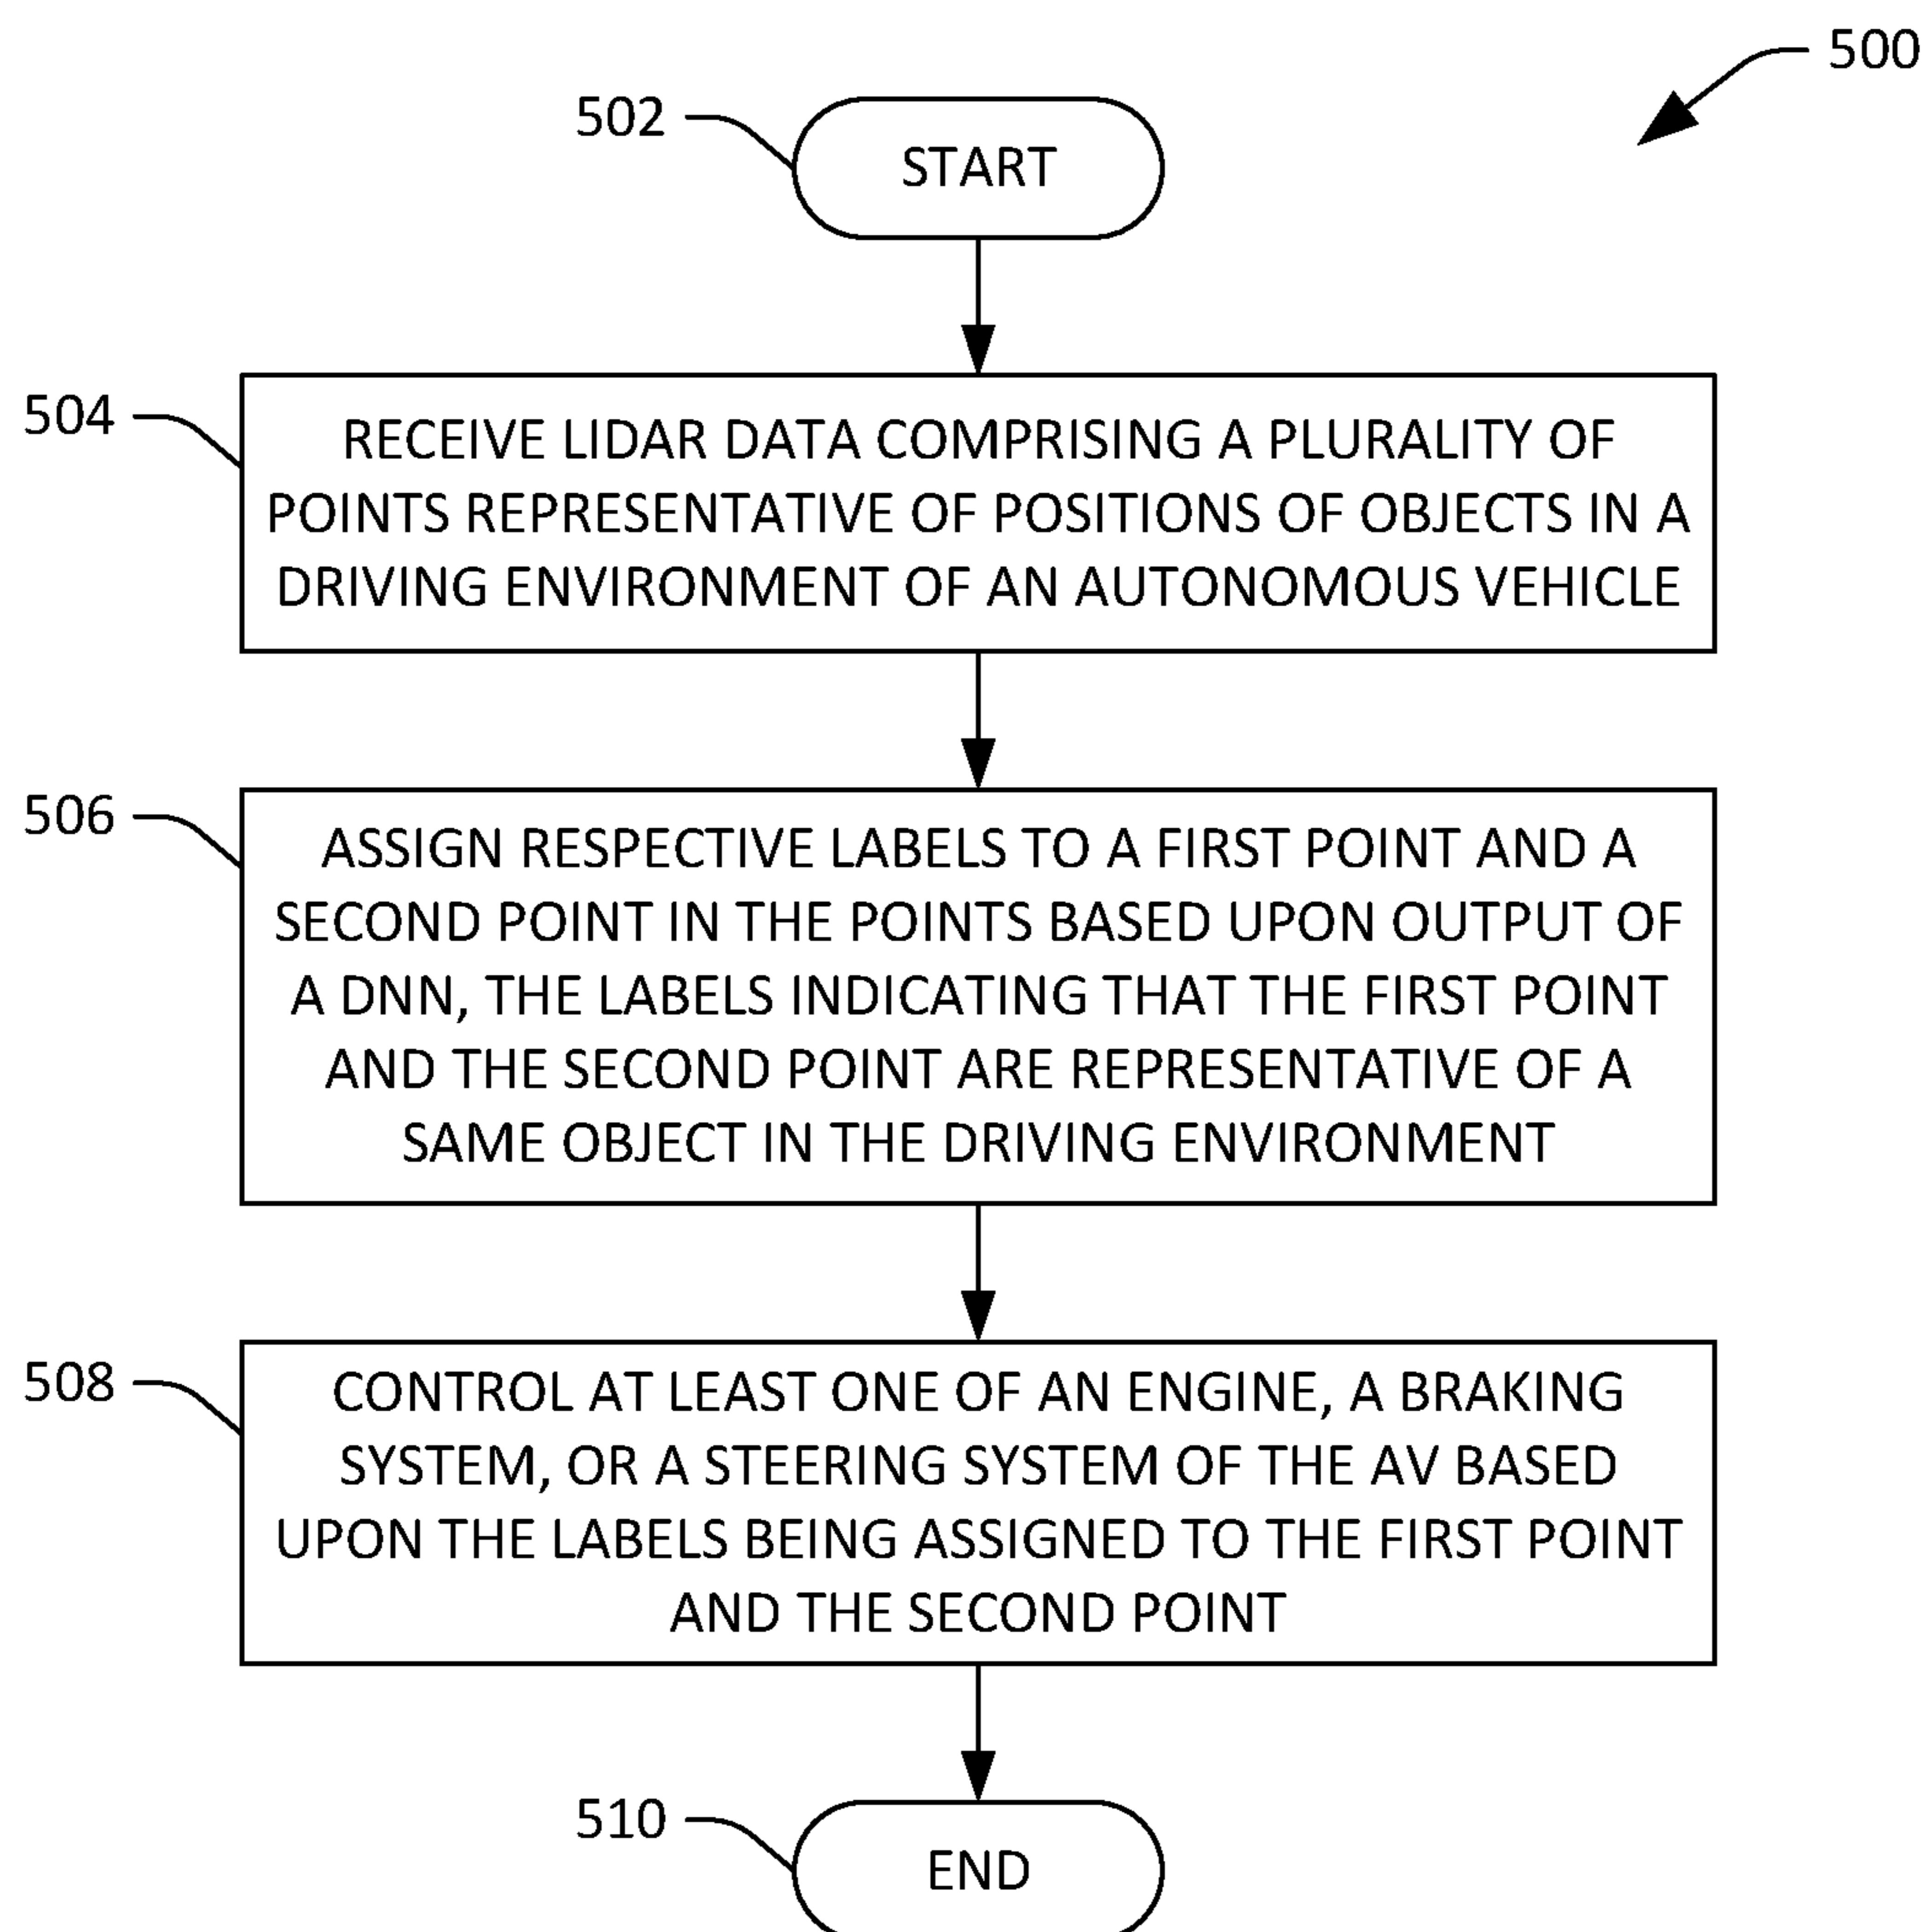 500
502
START
504
RECEIVE LIDAR DATA COMPRISING A PLURALITY OF
POINTS REPRESENTATIVE OF POSITIONS OF OBJECTS IN A
DRIVING ENVIRONMENT OF AN AUTONOMOUS VEHICLE
506
ASSIGN RESPECTIVE LABELS TO A FIRST POINT AND A
SECOND POINT IN THE POINTS BASED UPON OUTPUT OF
A DNN, THE LABELS INDICATING THAT THE FIRST POINT
AND THE SECOND POINT ARE REPRESENTATIVE OF A
SAME OBJECT IN THE DRIVING ENVIRONMENT
508
CONTROL AT LEAST ONE OF AN ENGINE, A BRAKING
SYSTEM, OR A STEERING SYSTEM OF THE AV BASED
UPON THE LABELS BEING ASSIGNED TO THE FIRST POINT
AND THE SECOND POINT
510
END